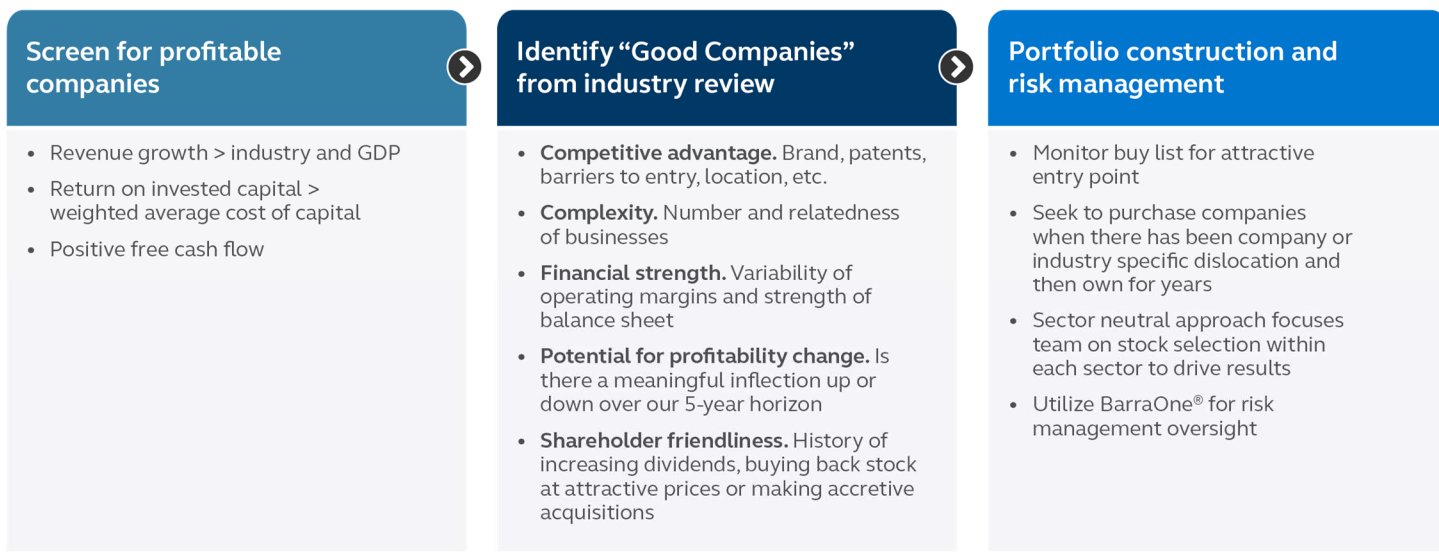 Screen for profitable
companies
• Revenue growth > industry and GDP
• Return on invested capital >
weighted average cost of capital
• Positive free cash flow
Identify “Good Companies”
from industry review
• Competitive advantage. Brand, patents,
barriers to entry, location, etc.
• Complexity. Number and relatedness
of businesses
• Financial strength. Variability of
operating margins and strength of
balance sheet
• Potential for profitability change. Is
there a meaningful inflection up or
down over our 5-year horizon
• Shareholder friendliness. History of
increasing dividends, buying back stock
at attractive prices or making accretive
acquisitions
Portfolio construction and
risk management
• Monitor buy list for attractive
entry point
• Seek to purchase companies
when there has been company or
industry specific dislocation and
then own for years
• Sector neutral approach focuses
team on stock selection within
each sector to drive results
• Utilize BarraOne® for risk
management oversight